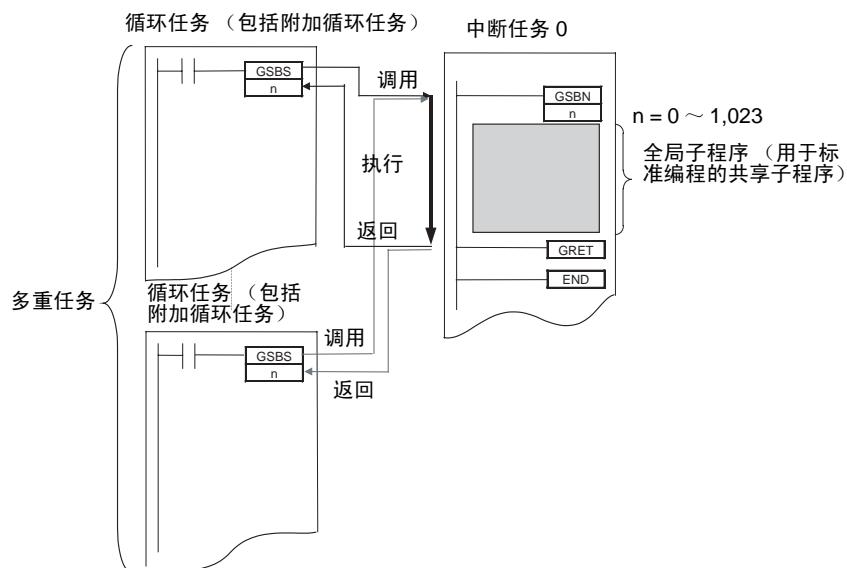 循环任务 （包括附加循环任务）
中断任务 0
GSBS
n
调用
GSBN
n
n = 0 ～ 1,023
执行
全局子程序 （用于标
准编程的共享子程序）
返回
GRET
END
多重任务
循环任务 （包括
附加循环任务）
调用
GSBS
n
返回